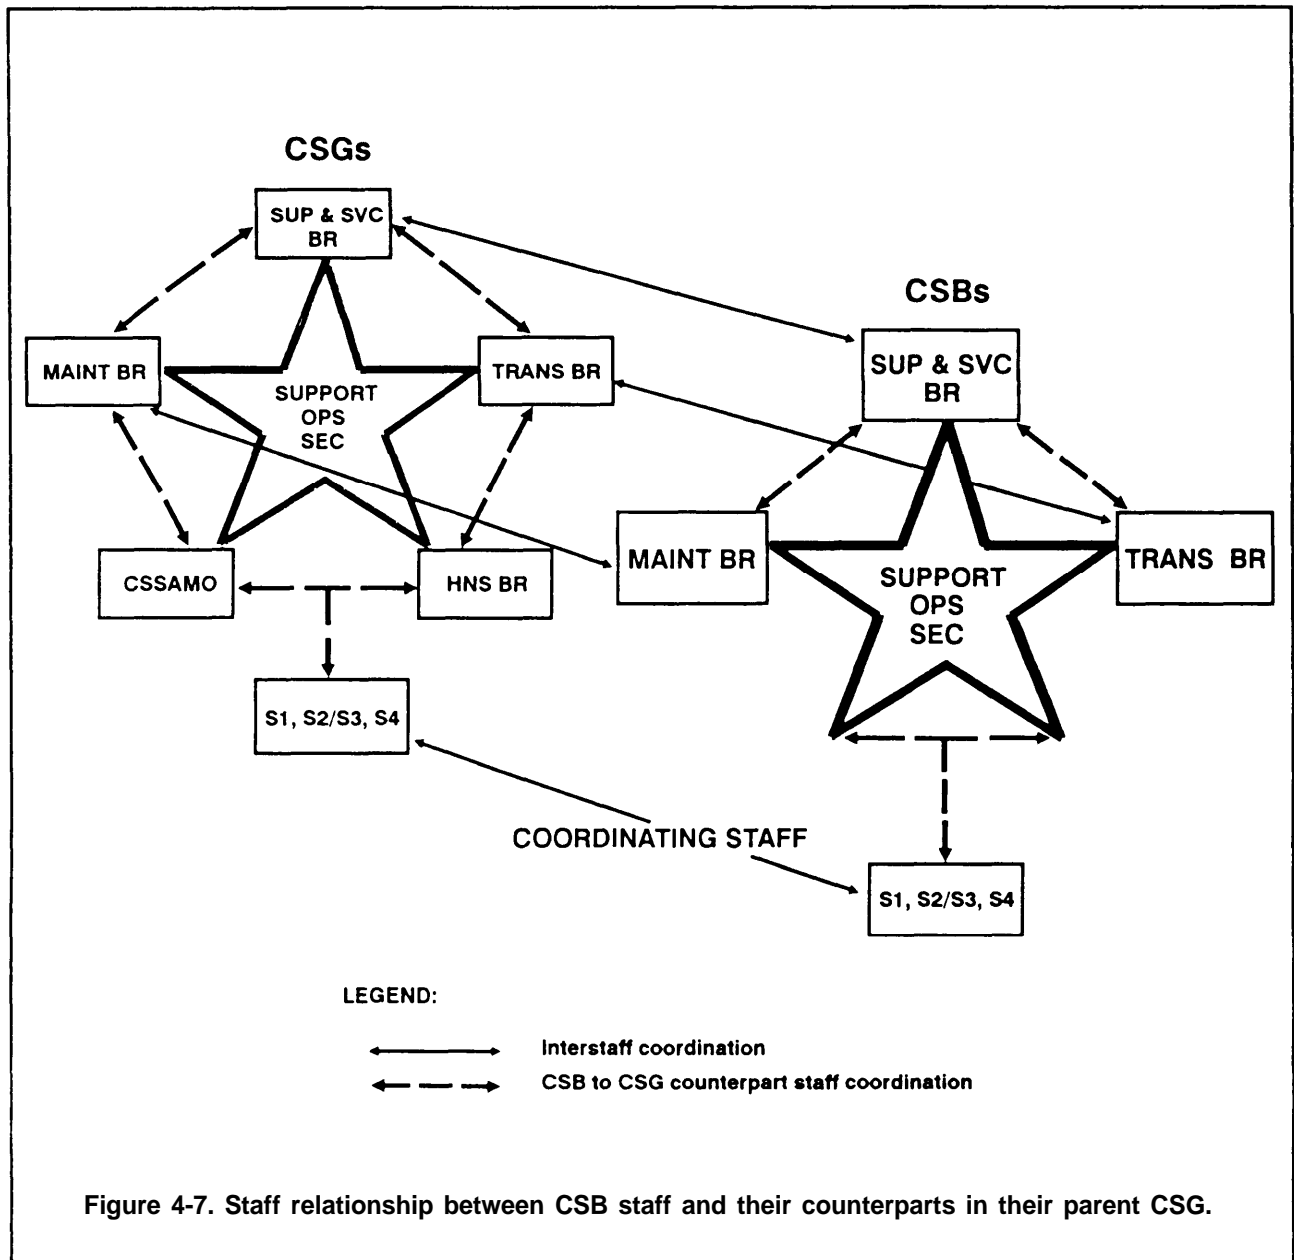 CSGs
SUP & SVC
BR
MAINT BR
TRANS BR
SUPPORT
OPS
SEC
CSSAMO
HNS BR
S1, S2/S3, S4
CSBs
SUP & SVC
BR
MAINT BR
TRANS BR
SUPPORT
OPS
SEC
COORDINATING STAFF
S1, S2/S3, S4
LEGEND:
Interstaff coordination
CSB to CSG counterpart staff coordination
Figure 4-7. Staff relationship between CSB staff and their counterparts in their parent CSG.